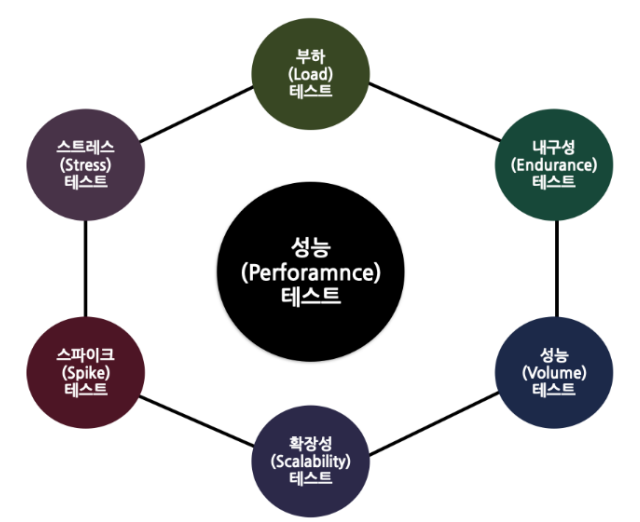 부하
(Load)
테스트
스트레스
(Stress)
테스트
내구성
(Endurance)
테스트
성능
(Perforamnce)
테스트
스파이크
(Spike)
테스트
성능
(Volume)
테스트
확장성
(Scalability)
테스트